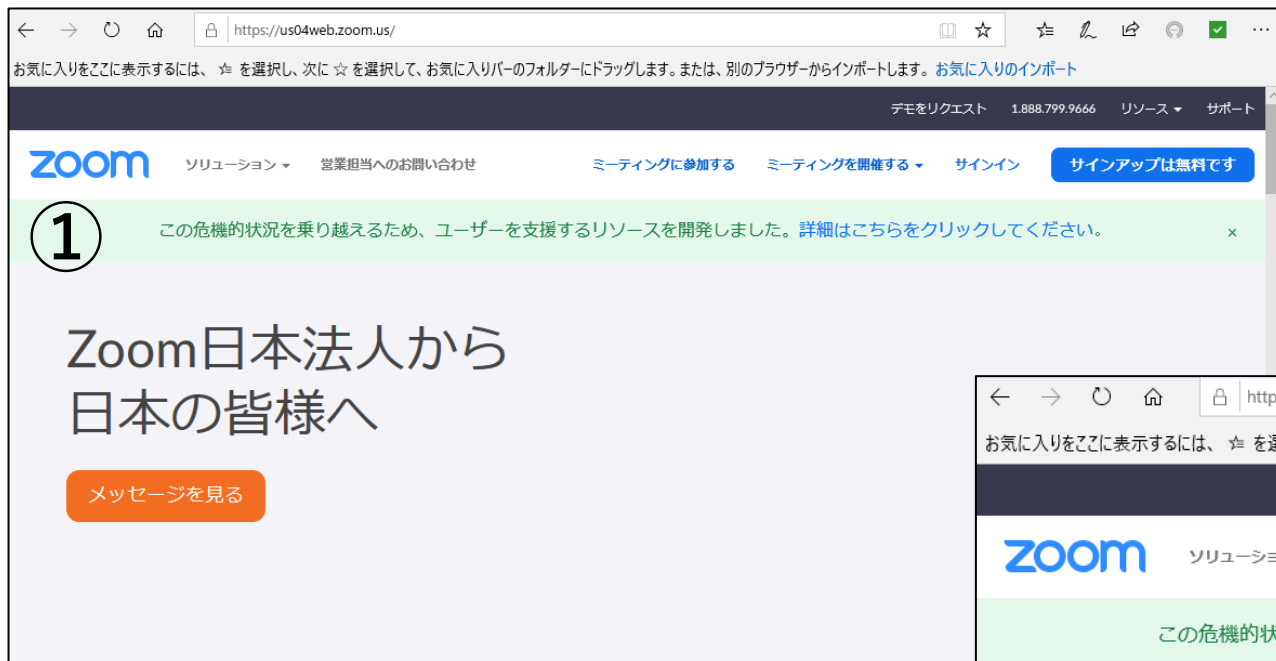 https://us04web.zoom.us/
お気に入りをここに表示するには、 を選択し、次に ☆ を選択して、お気に入りバーのフォルダーにドラッグします。または、別のブラウザーからインポートします。 お気に入りのインポート
デモをリクエスト 1.888.799.9666 リソース サポート
zoom ソリューション 営業担当へのお問い合わせ ミーティングに参加する ミーティングを開催する サインイン サインアップは無料です
①
この危機的状況を乗り越えるため、ユーザーを支援するリソースを開発しました。詳細はこちらをクリックしてください。 ×
Zoom日本法人から
日本の皆様へ
メッセージを見る
http
お気に入りをここに表示するには、 を選
zoom ソリューショ
この危機的状